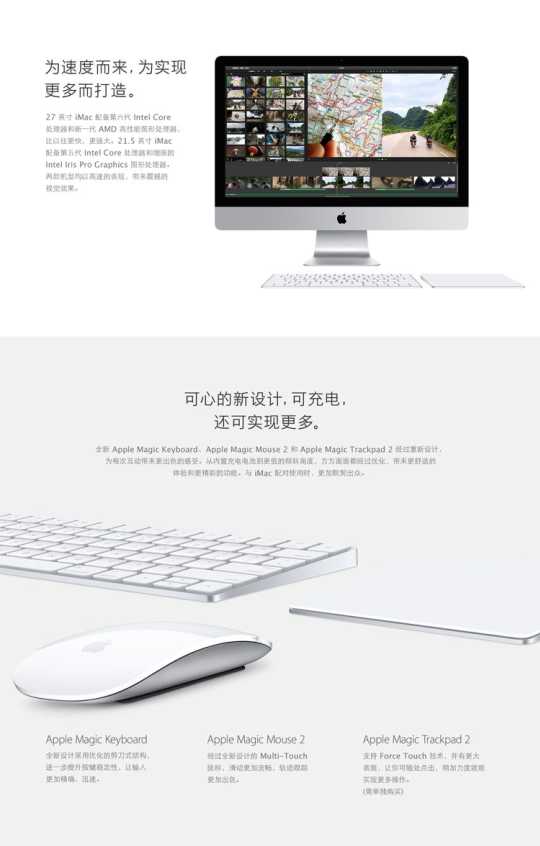 为速度而来，为实现
更多而打造。
27 英寸 iMac 配备第六代 Intel Core
处理器和新一代 AMD 高性能图形处理器，
比以往更快、更强大。21.5 英寸 iMac
配备第五代 Intel Core 处理器和增强的
Intel Iris Pro Graphics 图形处理器。
两款机型均以高速的表现，带来震撼的
视觉效果。
可心的新设计，可充电，
还可实现更多。
全新 Apple Magic Keyboard、Apple Magic Mouse 2 和 Apple Magic Trackpad 2 经过重新设计，
为每次互动带来更出色的感受。从内置充电电池到更低的倾斜角度，方方面面都经过优化，带来更舒适的
体验和更精彩的功能。与 iMac 配对使用时，更加默契出众。
Apple Magic Keyboard
全新设计采用优化的剪刀式结构，
进一步提升按键稳定性，让输入
更加精确、迅速。
Apple Magic Mouse 2
经过全新设计的 Multi-Touch
鼠标，滑动更加流畅，轨迹跟踪
更加出色。
Apple Magic Trackpad 2
支持 Force Touch 技术，并有更大
表面，让你可随处点击，稍加力度就能
实现更多操作。
(需单独购买)